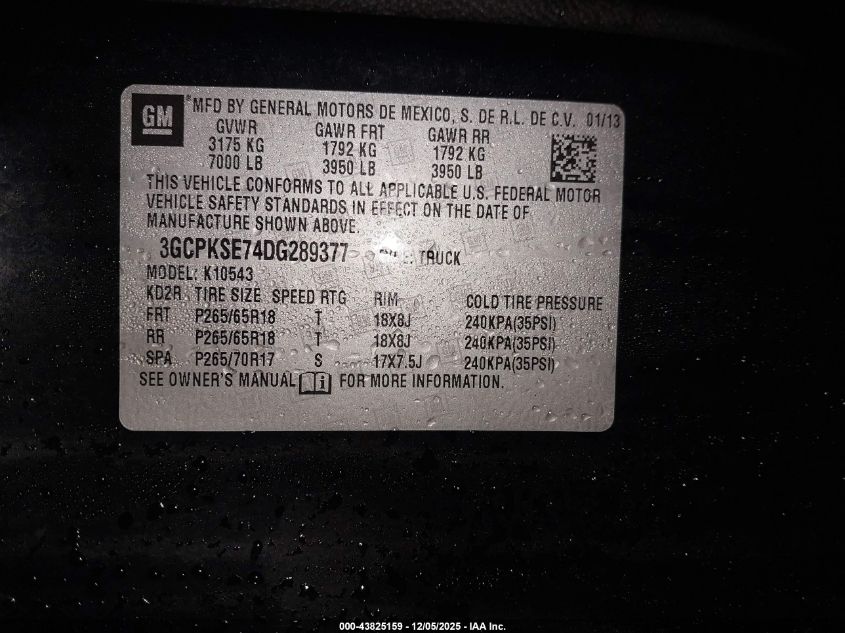 GM
MFD BY GENERAL MOTORS DE MEXICO, S. DE R.L. DE C.V. 01/13
GVWR GAWR FRT GAWR RR
3175 KG 1792 KG 1792 KG
7000 LB 3950 LB 3950 LB
THIS VEHICLE CONFORMS TO ALL APPLICABLE U.S. FEDERAL MOTOR
VEHICLE SAFETY STANDARDS IN EFFECT ON THE DATE OF
MANUFACTURE SHOWN ABOVE.
3GCPKSE74DG289377 TRUCK
MODEL: K10543
KD2R TIRE SIZE SPEED RTG RIM COLD TIRE PRESSURE
FRT P265/65R18 T 18X8J 240KPA(35PSI)
RR P265/65R18 T 18X8J 240KPA(35PSI)
SPA P265/70R17 S 17X7.5J 240KPA(35PSI)
SEE OWNER'S MANUAL FOR MORE INFORMATION.
000-43825159 - 12/05/2025 - IAA Inc.